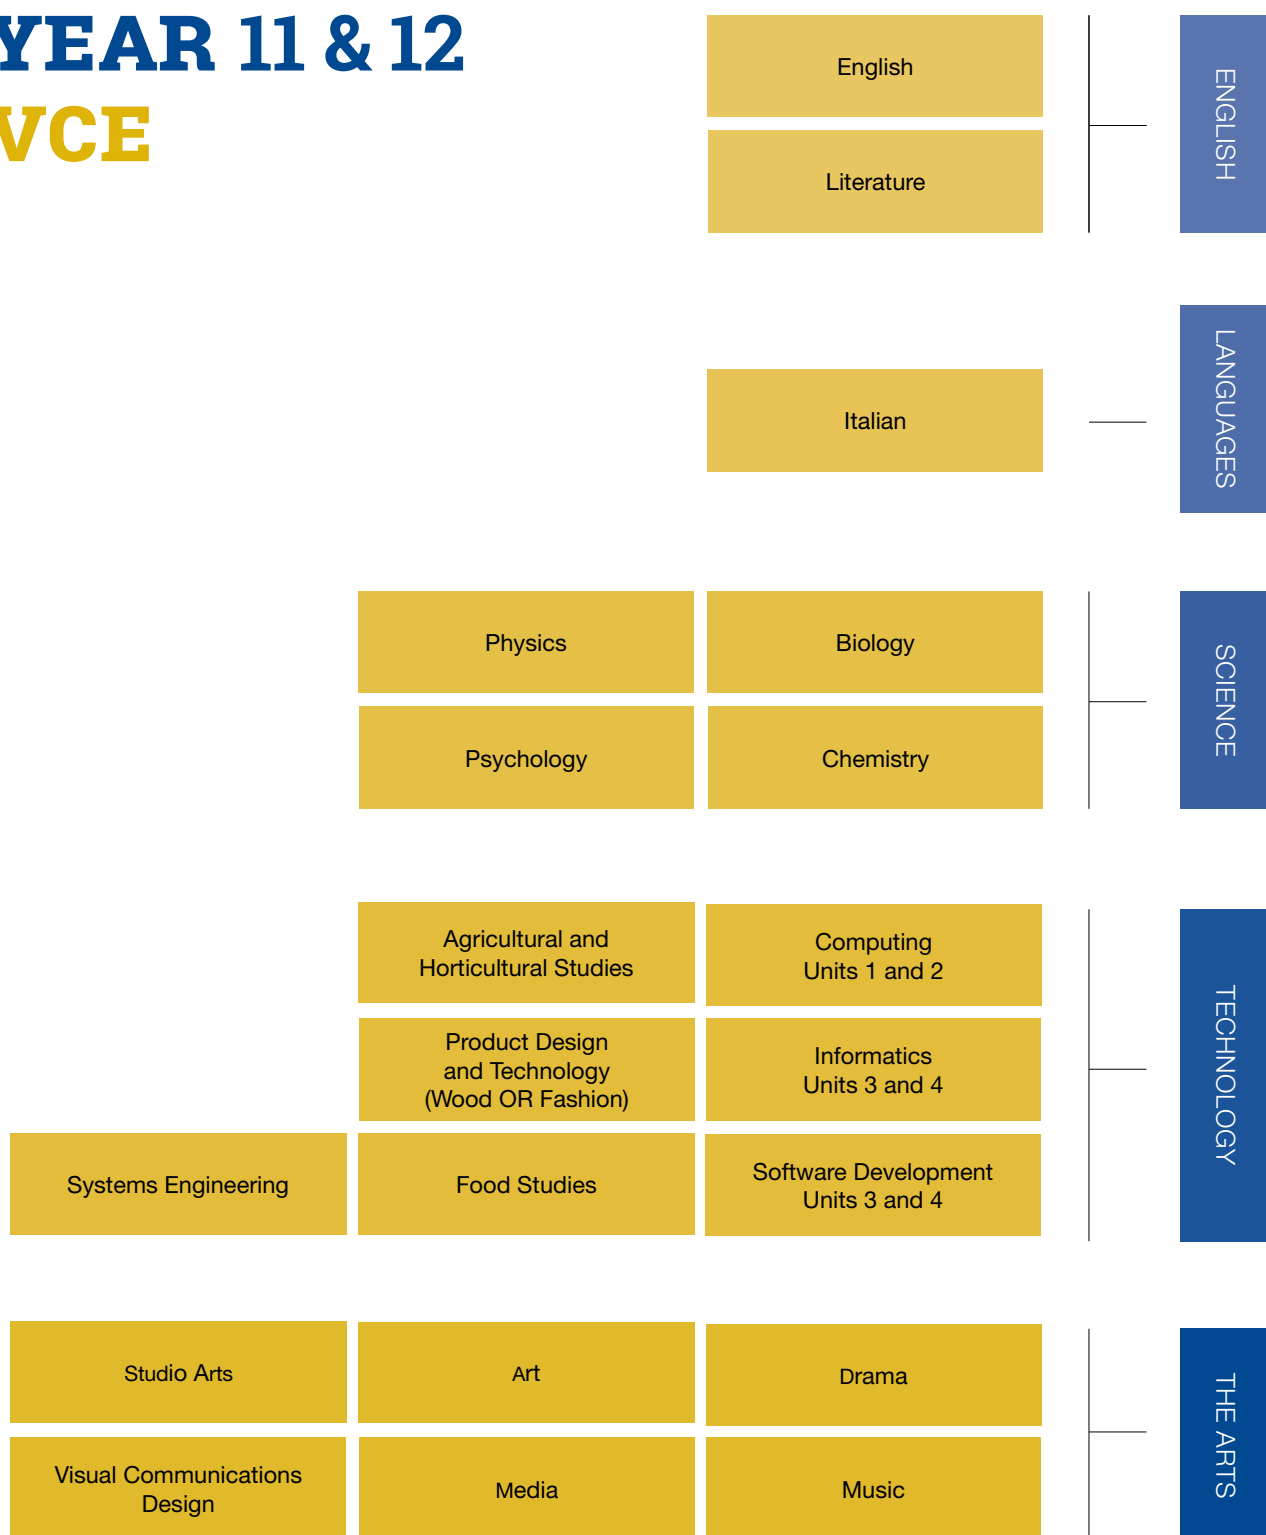 YEAR 11 & 12
VCE
English
Literature
ENGLISH
Italian
LANGUAGES
Physics
Biology
Psychology
Chemistry
SCIENCE
Agricultural and
Horticultural Studies
Computing
Units 1 and 2
Product Design
and Technology
(Wood OR Fashion)
Informatics
Units 3 and 4
Systems Engineering
Food Studies
Software Development
Units 3 and 4
TECHNOLOGY
Studio Arts
Art
Drama
Visual Communications
Design
Media
Music
THE ARTS